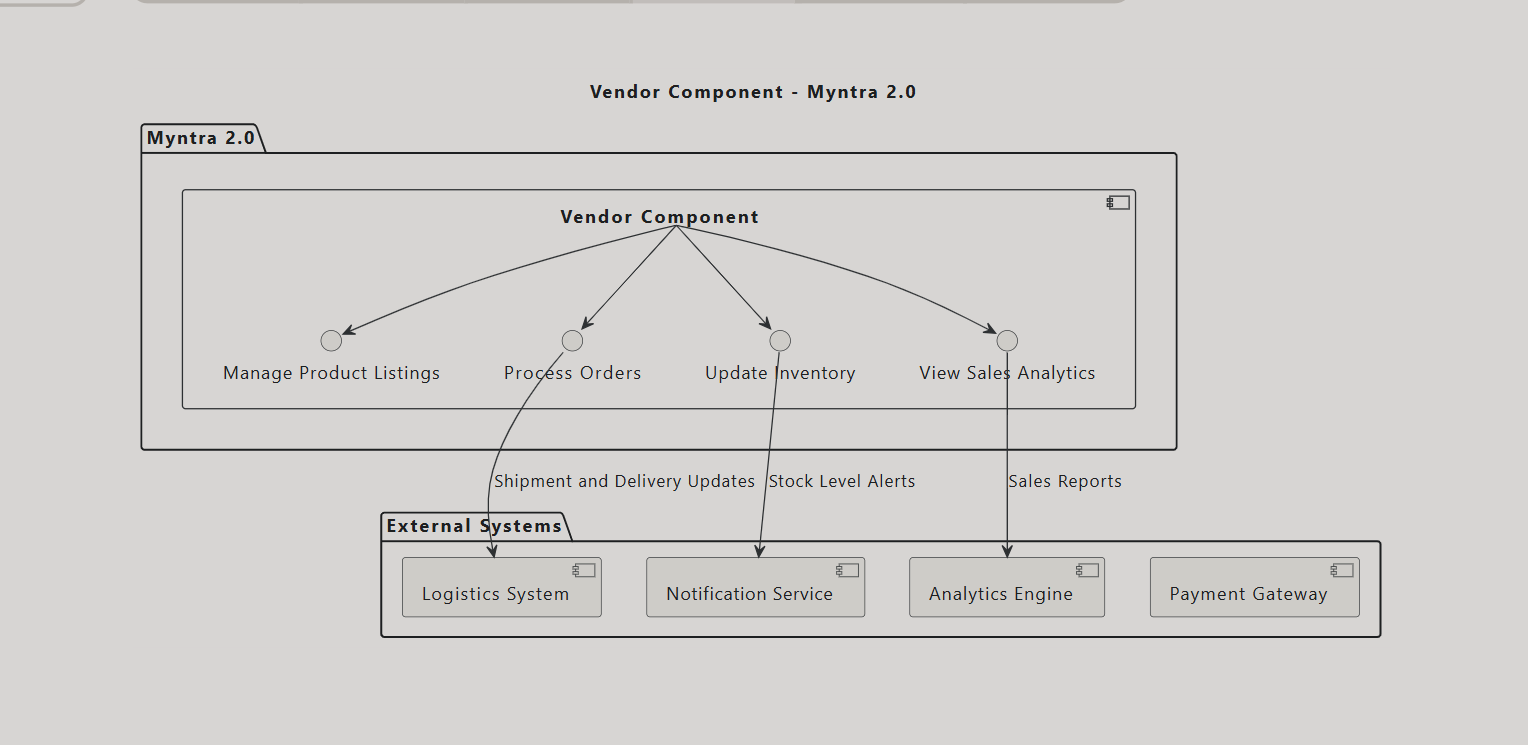 Vendor Component - Myntra 2.0
Myntra 2.0
Vendor Component
Manage Product Listings
Process Orders
Update Inventory
View Sales Analytics
Shipment and Delivery Updates
Stock Level Alerts
Sales Reports
External Systems
Logistics System
Notification Service
Analytics Engine
Payment Gateway